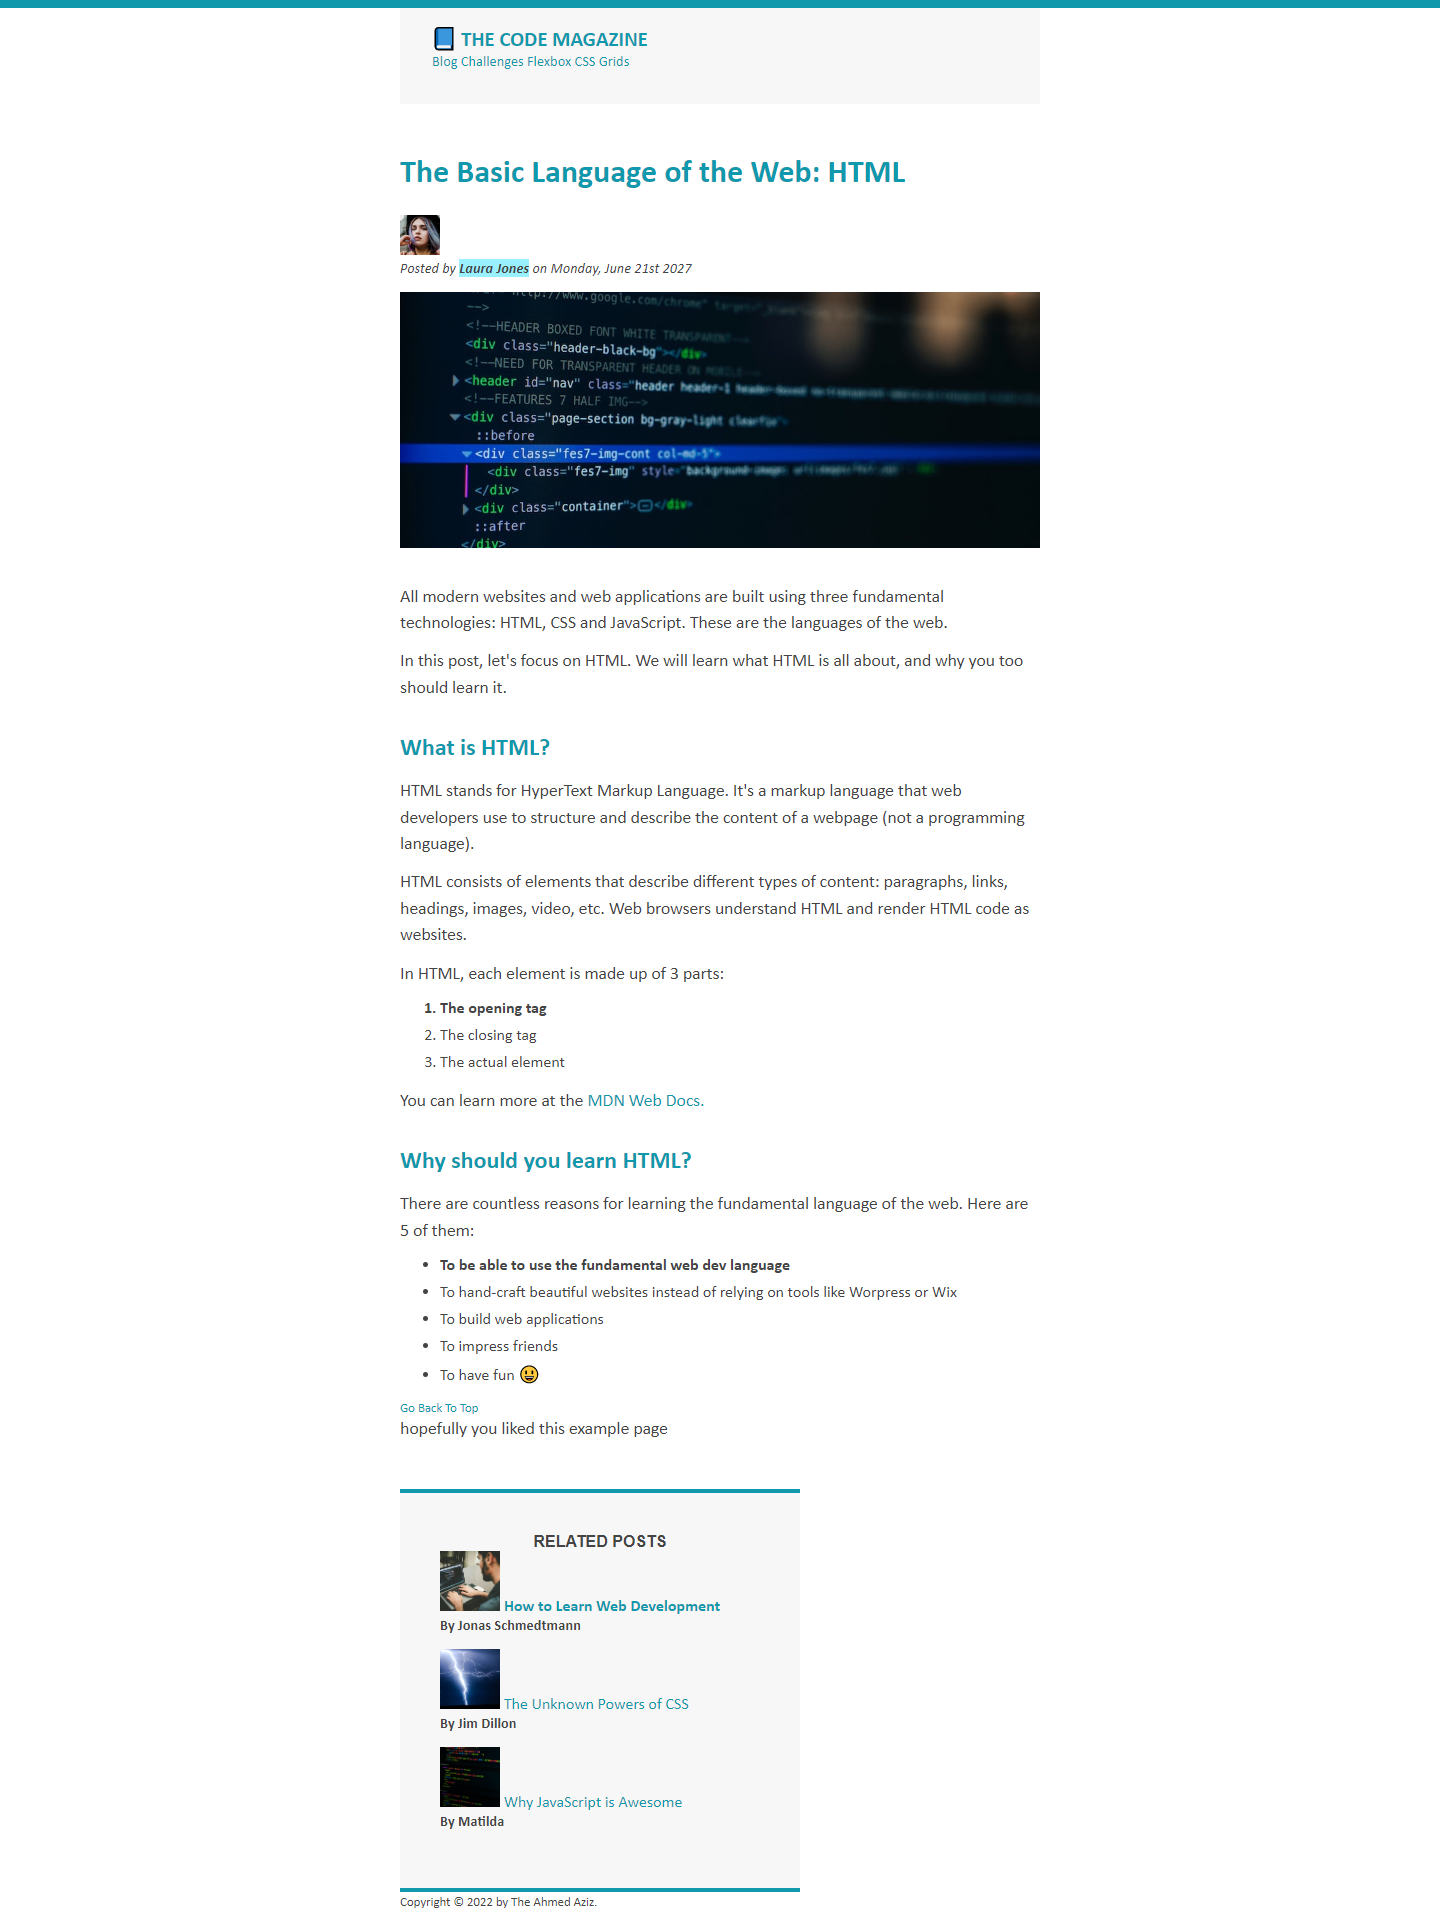 📘 THE CODE MAGAZINE
Blog Challenges Flexbox CSS Grids
The Basic Language of the Web: HTML
Posted by Laura Jones on Monday, June 21st 2027
http://www.google.com/chrome" target=
-->
<!--HEADER BOXED FONT WHITE TRANSPARENT-->
<div class="header-black-bg"></div>
<!--NEED FOR TRANSPARENT HEADER ON MOBILE-->
<header id="nav" class="header header-1 header-boxed
<!--FEATURES 7 HALF IMG-->
<div class="page-section bg-gray-light clearfix">
::before
<div class="fes7-img-cont col-md-5">
<div class="fes7-img" style="background-image:
</div>
<div class="container"></div>
::after
</div>
All modern websites and web applications are built using three fundamental
technologies: HTML, CSS and JavaScript. These are the languages of the web.
In this post, let's focus on HTML. We will learn what HTML is all about, and why you too
should learn it.
What is HTML?
HTML stands for HyperText Markup Language. It's a markup language that web
developers use to structure and describe the content of a webpage (not a programming
language).
HTML consists of elements that describe different types of content: paragraphs, links,
headings, images, video, etc. Web browsers understand HTML and render HTML code as
websites.
In HTML, each element is made up of 3 parts:
1. The opening tag
2. The closing tag
3. The actual element
You can learn more at the MDN Web Docs.
Why should you learn HTML?
There are countless reasons for learning the fundamental language of the web. Here are
5 of them:
• To be able to use the fundamental web dev language
• To hand-craft beautiful websites instead of relying on tools like Worpress or Wix
• To build web applications
• To impress friends
• To have fun 😃
Go Back To Top
hopefully you liked this example page
RELATED POSTS
How to Learn Web Development
By Jonas Schmedtmann
The Unknown Powers of CSS
By Jim Dillon
Why JavaScript is Awesome
By Matilda
Copyright © 2022 by The Ahmed Aziz.